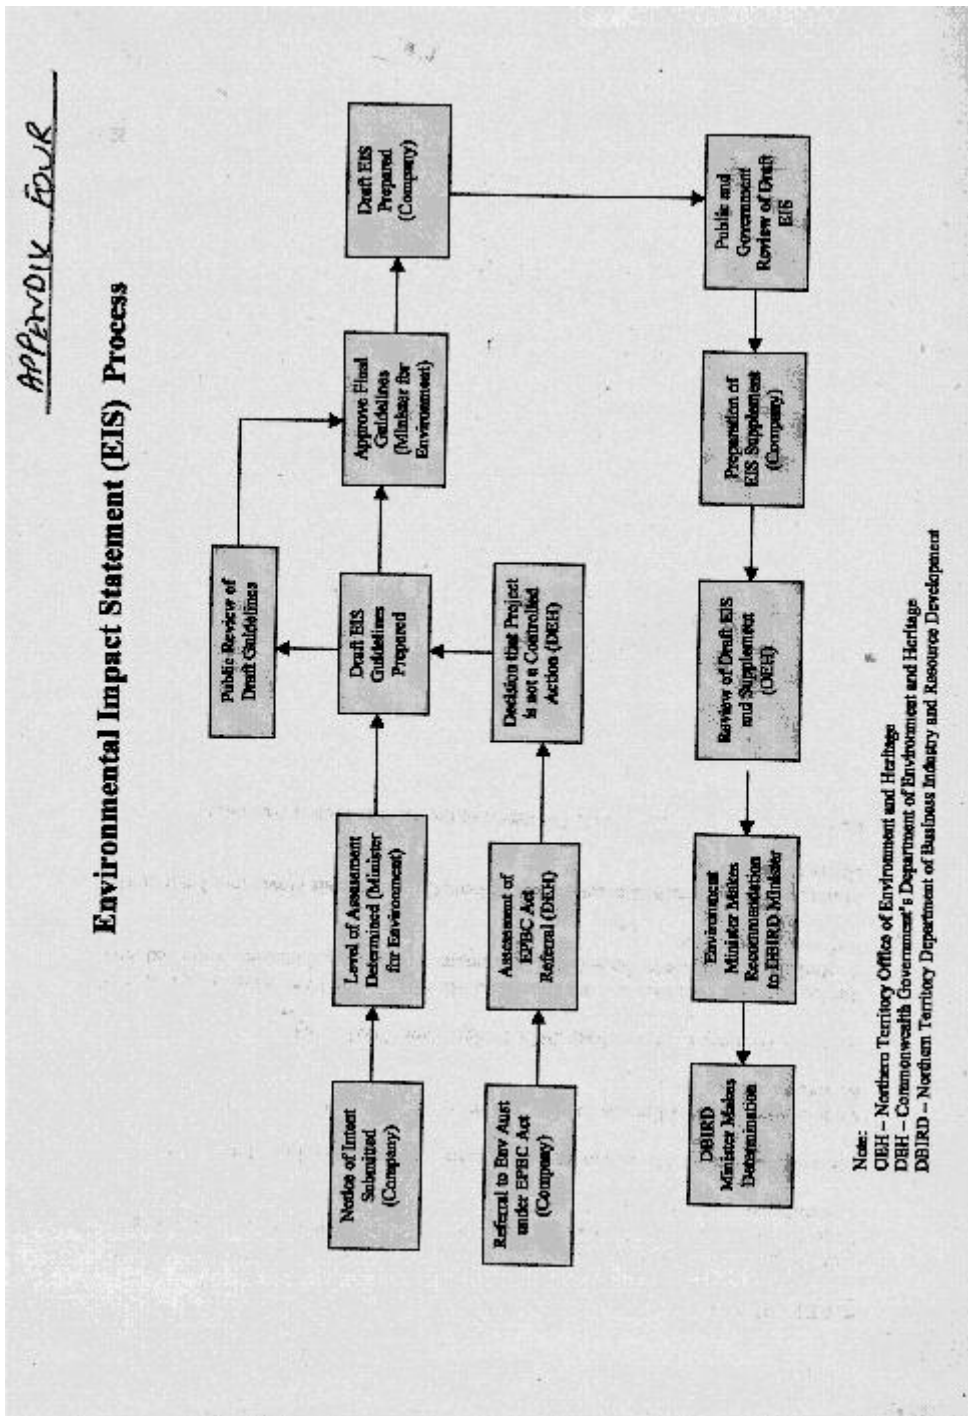 APPENDIX FOUR
Environmental Impact Statement (EIS) Process
Public Review of
Draft Guidelines
Notice of Intent
Submitted
(Company)
Level of Assessment
Determined (Minister
for Environment)
Draft EIS
Guidelines
Prepared
Approve Final
Guidelines
(Minister for
Environment)
Draft EIS
Prepared
(Company)
Referral to Env Aust
under EPBC Act
(Company)
Assessment of
EPBC Act
Referral (DEH)
Decision that Project
is not a Controlled
Action (DEH)
DBIRD
Minister Makes
Determination
Environment
Minister Makes
Recommendation
to DBIRD Minister
Review of Draft EIS
and Supplement
(OEH)
Preparation of
EIS Supplement
(Company)
Public and
Government
Review of Draft
EIS
Note:
OEH – Northern Territory Office of Environment and Heritage
DEH – Commonwealth Government's Department of Environment and Heritage
DBIRD – Northern Territory Department of Business Industry and Resource Development